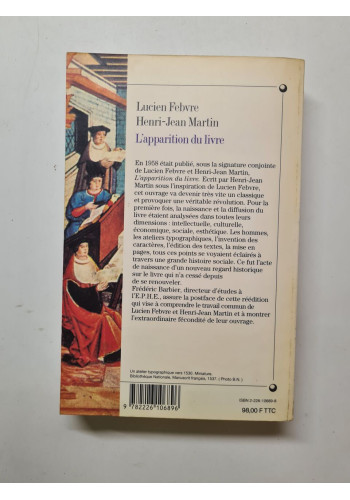 Lucien Febvre
Henri-Jean Martin
L'apparition du livre
En 1958 était publié, sous la signature conjointe
de Lucien Febvre et Henri-Jean Martin,
L'apparition du livre. Ecrit par Henri-Jean
Martin sous l'inspiration de Lucien Febvre,
cet ouvrage va devenir très vite un classique
et provoquer une véritable révolution. Pour la
première fois, la naissance et la diffusion du
livre étaient analysées dans toutes leurs
dimensions : intellectuelle, culturelle,
économique, sociale, esthétique. Les hommes,
les ateliers typographiques, l'invention des
caractères, l'édition des textes, la mise en
pages, tous ces points se voyaient éclairés à
travers une grande histoire sociale. Ce fut l'acte
de naissance d'un nouveau regard historique
sur le livre qui n'a cessé depuis
de se renouveler.
Frédéric Barbier, directeur d'études à
l'E.P.H.E., assure la postface de cette réédition
qui vise à comprendre le travail commun de
Lucien Febvre et Henri-Jean Martin et à montrer
l'extraordinaire fécondité de leur ouvrage.
Un atelier typographique vers 1530. Miniature.
Bibliothèque Nationale, Manuscrit français, 1537. ( Photo B.N. )
9 782226 106896
ISBN 2-226-10689-8
98,00 F TTC